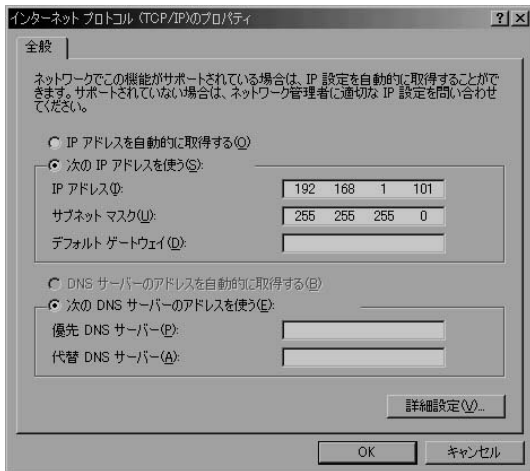 インターネット プロトコル (TCP/IP)のプロパティ
全般
ネットワークでこの機能がサポートされている場合は、IP 設定を自動的に取得することがで
きます。サポートされていない場合は、ネットワーク管理者に適切な IP 設定を問い合わせ
てください。
IP アドレスを自動的に取得する(O)
次の IP アドレスを使う(S):
IP アドレス(I): 192 168 1 101
サブネット マスク(U): 255 255 255 0
デフォルト ゲートウェイ(D):
DNS サーバーのアドレスを自動的に取得する(B)
次の DNS サーバーのアドレスを使う(E):
優先 DNS サーバー(P):
代替 DNS サーバー(A):
詳細設定(V)...
OK キャンセル